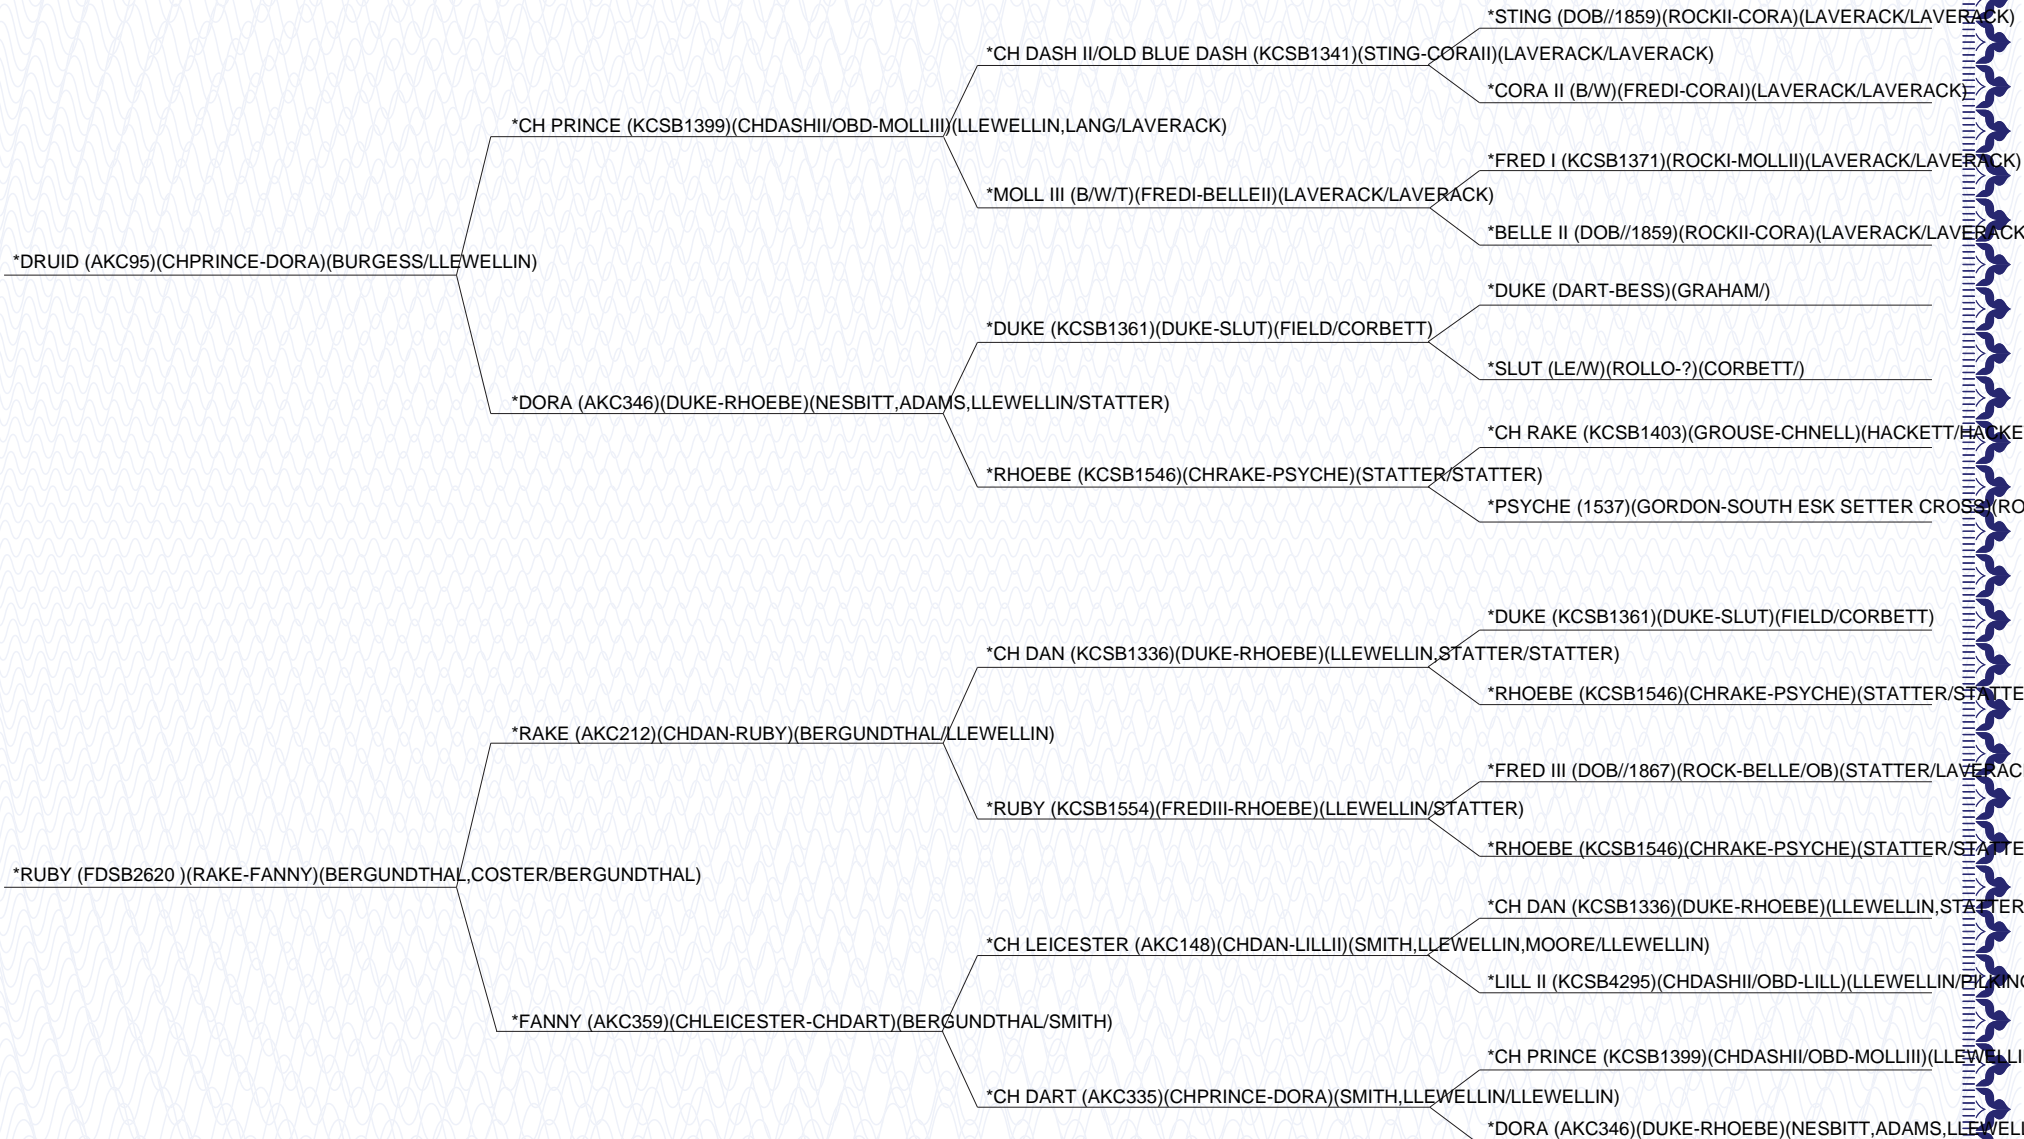 *STING (DOB//1859)(ROCKII-CORA)(LAVERACK/LAVERACK)
*CH DASH II/OLD BLUE DASH (KCSB1341)(STING-CORAII)(LAVERACK/LAVERACK)
*CORA II (B/W)(FREDI-CORAI)(LAVERACK/LAVERACK)
*CH PRINCE (KCSB1399)(CHDASHII/OBD-MOLLIII)(LLEWELLIN,LANG/LAVERACK)
*FRED I (KCSB1371)(ROCKI-MOLLII)(LAVERACK/LAVERACK)
*MOLL III (B/W/T)(FREDI-BELLEII)(LAVERACK/LAVERACK)
*BELLE II (DOB//1859)(ROCKII-CORA)(LAVERACK/LAVERACK
*DRUID (AKC95)(CHPRINCE-DORA)(BURGESS/LLEWELLIN)
*DUKE (DART-BESS)(GRAHAM/)
*DUKE (KCSB1361)(DUKE-SLUT)(FIELD/CORBETT)
*SLUT (LE/W)(ROLLO-?)(CORBETT/)
*DORA (AKC346)(DUKE-RHOEBE)(NESBITT,ADAMS,LLEWELLIN/STATTER)
*CH RAKE (KCSB1403)(GROUSE-CHNELL)(HACKETT/HACKE
*RHOEBE (KCSB1546)(CHRAKE-PSYCHE)(STATTER/STATTER)
*PSYCHE (1537)(GORDON-SOUTH ESK SETTER CROSS)(RO
*DUKE (KCSB1361)(DUKE-SLUT)(FIELD/CORBETT)
*CH DAN (KCSB1336)(DUKE-RHOEBE)(LLEWELLIN,STATTER/STATTER)
*RHOEBE (KCSB1546)(CHRAKE-PSYCHE)(STATTER/STATTE
*RAKE (AKC212)(CHDAN-RUBY)(BERGUNDTHAL/LLEWELLIN)
*FRED III (DOB//1867)(ROCK-BELLE/OB)(STATTER/LAVERAC
*RUBY (KCSB1554)(FREDIII-RHOEBE)(LLEWELLIN/STATTER)
*RHOEBE (KCSB1546)(CHRAKE-PSYCHE)(STATTER/STATTE
*RUBY (FDSB2620 )(RAKE-FANNY)(BERGUNDTHAL,COSTER/BERGUNDTHAL)
*CH DAN (KCSB1336)(DUKE-RHOEBE)(LLEWELLIN,STATTER
*CH LEICESTER (AKC148)(CHDAN-LILLII)(SMITH,LLEWELLIN,MOORE/LLEWELLIN)
*LILL II (KCSB4295)(CHDASHII/OBD-LILL)(LLEWELLIN/PILKING
*FANNY (AKC359)(CHLEICESTER-CHDART)(BERGUNDTHAL/SMITH)
*CH PRINCE (KCSB1399)(CHDASHII/OBD-MOLLIII)(LLEWELLI
*CH DART (AKC335)(CHPRINCE-DORA)(SMITH,LLEWELLIN/LLEWELLIN)
*DORA (AKC346)(DUKE-RHOEBE)(NESBITT,ADAMS,LLEWELL